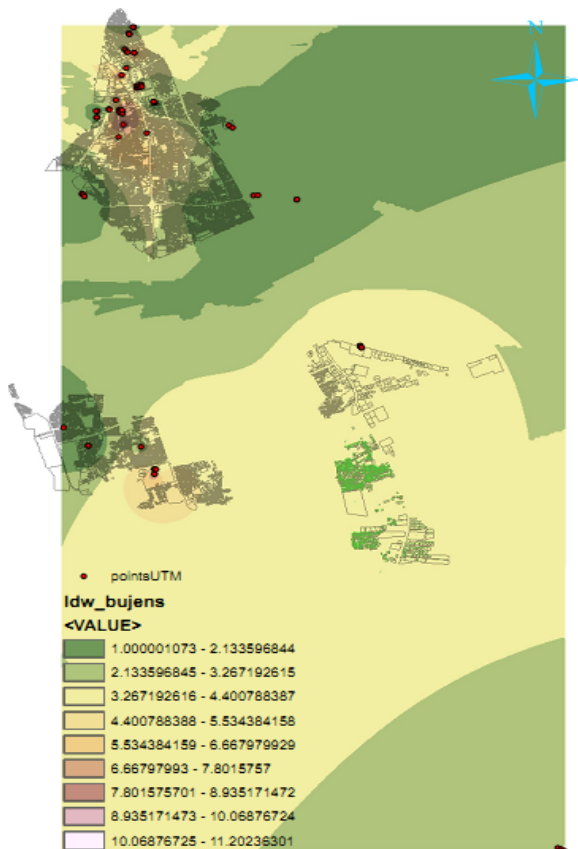 N
pointsUTM
Idw_bujens
<VALUE>
1.000001073 - 2.133596844
2.133596845 - 3.267192615
3.267192616 - 4.400788387
4.400788388 - 5.534384158
5.534384159 - 6.667979929
6.66797993 - 7.8015757
7.801575701 - 8.935171472
8.935171473 - 10.06876724
10.06876725 - 11.20236301